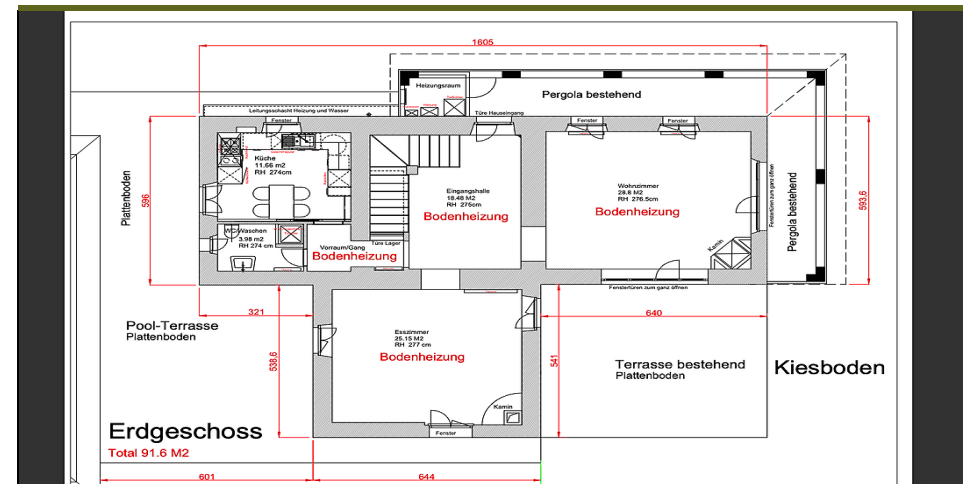 1605
Heizungsraum
Pergola bestehend
Leitungsschacht Heizung und Wasser
Türe Hauseingang
Fenster
Fenster
Fenster
Küche
11.66 m2
RH 274cm
Plattenboden
596
Eingangshalle
18.48 M2
RH 275cm
Bodenheizung
Wohnzimmer
28.8 M2
RH 276.5cm
Bodenheizung
Fenstertüren zum ganz öffnen
Pergola bestehend
593,6
WC
Waschen
3.98 m2
RH 274 cm
Vorraum/Gang
Türe Lager
Bodenheizung
Kamin
Fenstertüren zum ganz öffnen
321
640
Pool-Terrasse
Plattenboden
538,6
Esszimmer
25.15 M2
RH 277 cm
Bodenheizung
541
Terrasse bestehend
Plattenboden
Kiesboden
Kamin
Fenster
Erdgeschoss
Total 91.6 M2
601
644